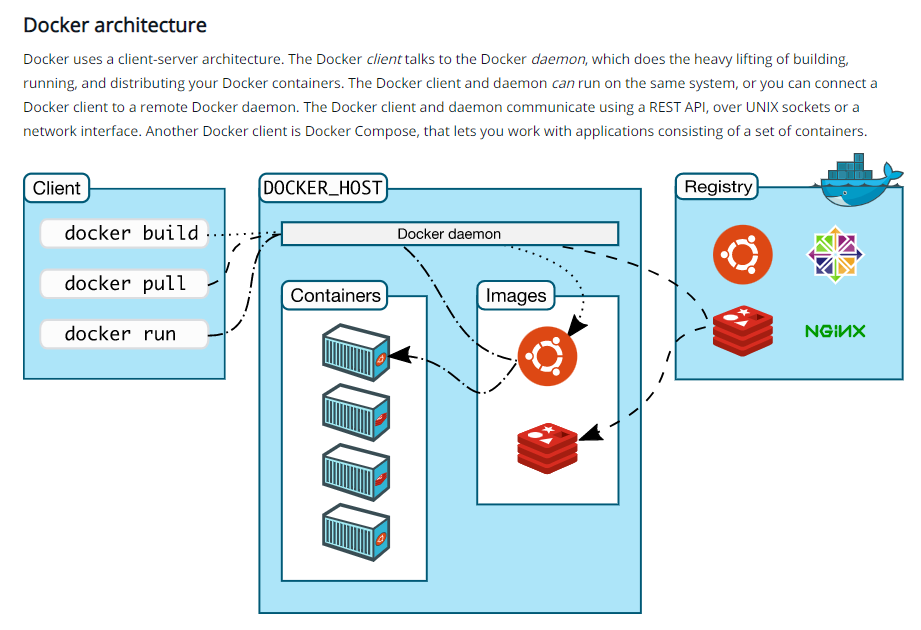 Docker architecture
Docker uses a client-server architecture. The Docker client talks to the Docker daemon, which does the heavy lifting of building,
running, and distributing your Docker containers. The Docker client and daemon can run on the same system, or you can connect a
Docker client to a remote Docker daemon. The Docker client and daemon communicate using a REST API, over UNIX sockets or a
network interface. Another Docker client is Docker Compose, that lets you work with applications consisting of a set of containers.
Client
docker build
docker pull
docker run
DOCKER_HOST
Docker daemon
Containers
Images
Registry
NGiNX